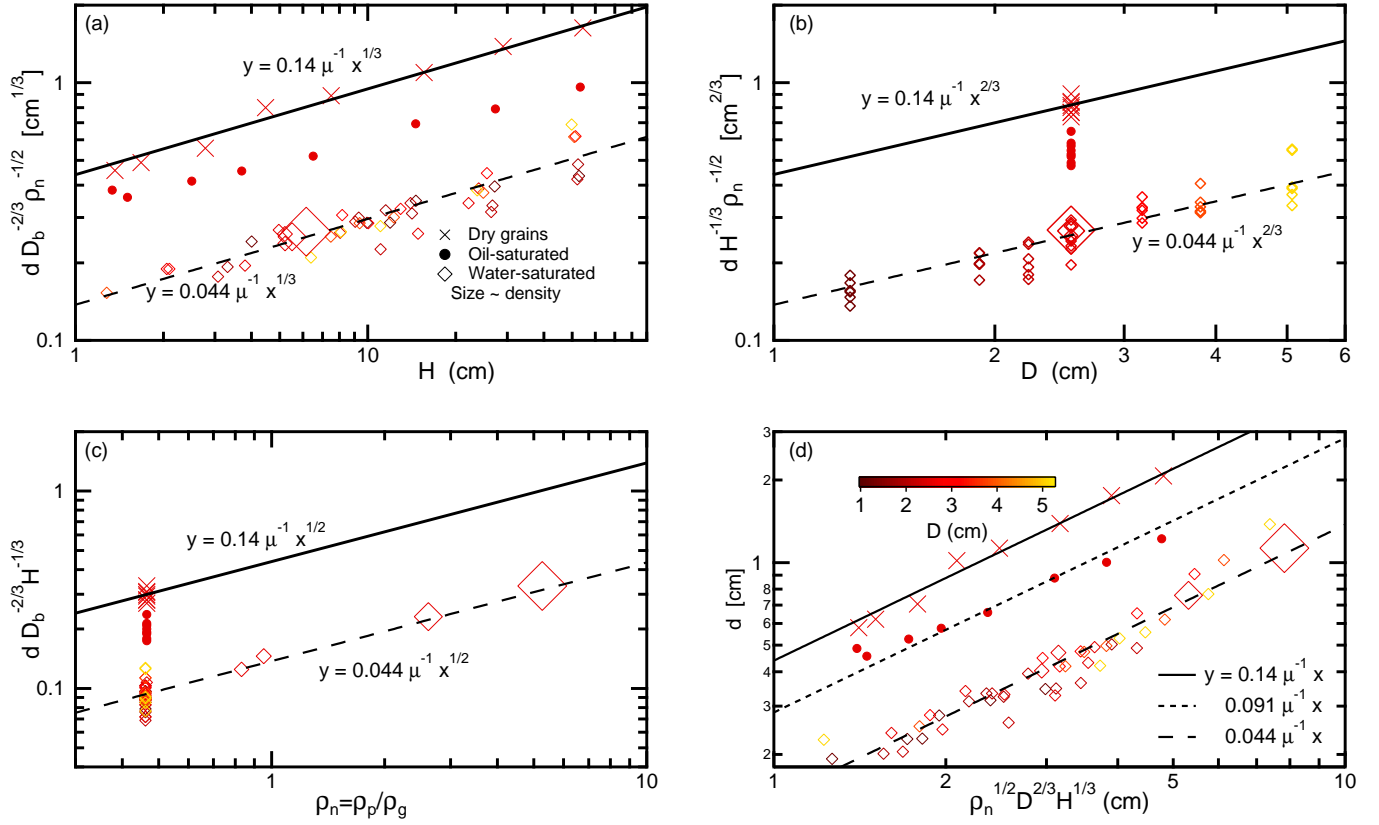 (a)
d D_b^{-2/3} ρ_n^{-1/2} [cm^{1/3}]
1
0.1
y = 0.14 μ^{-1} x^{1/3}
y = 0.044 μ^{-1} x^{1/3}
× Dry grains
● Oil-saturated
◇ Water-saturated
Size ~ density
1
10
H (cm)
(b)
d H^{-1/3} ρ_n^{-1/2} [cm^{2/3}]
1
0.1
y = 0.14 μ^{-1} x^{2/3}
y = 0.044 μ^{-1} x^{2/3}
1
2
3
4
5
6
D (cm)
(c)
d D_b^{-2/3} H^{-1/3}
1
0.1
y = 0.14 μ^{-1} x^{1/2}
y = 0.044 μ^{-1} x^{1/2}
1
10
ρ_n=ρ_p/ρ_g
(d)
d [cm]
3
2
1
8
7
6
5
4
3
2
1 2 3 4 5
D (cm)
y = 0.14 μ^{-1} x
0.091 μ^{-1} x
0.044 μ^{-1} x
1
2
3
4
5
10
ρ_n^{1/2} D^{2/3} H^{1/3} (cm)